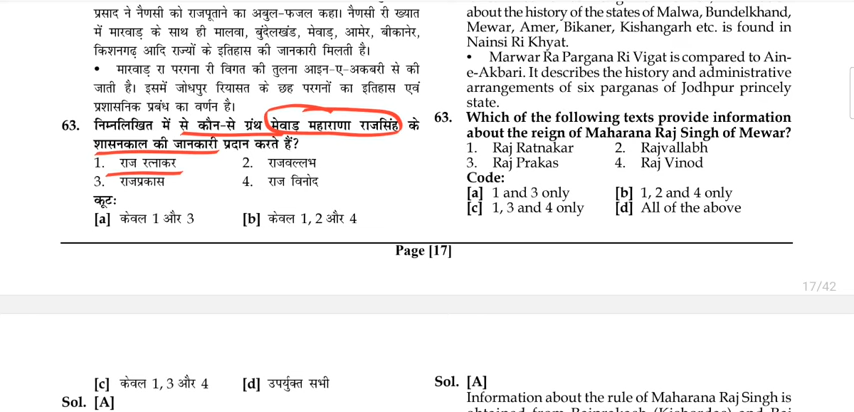 प्रसाद ने नैणसी को राजपूताने का अबुल-फजल कहा। नैणसी री ख्यात
में मारवाड़ के साथ ही मालवा, बुंदेलखंड, मेवाड़, आमेर, बीकानेर,
किशनगढ़ आदि राज्यों के इतिहास की जानकारी मिलती है।
• मारवाड़ रा परगना री विगत की तुलना आइन-ए-अकबरी से की
जाती है। इसमें जोधपुर रियासत के छह परगनों का इतिहास एवं
प्रशासनिक प्रबंध का वर्णन है।
63. निम्नलिखित में से कौन-से ग्रंथ मेवाड़ महाराणा राजसिंह के
शासनकाल की जानकारी प्रदान करते हैं?
1. राज रत्नाकर 2. राजवल्लभ
3. राजप्रकास 4. राज विनोद
कूटः
[a] केवल 1 और 3 [b] केवल 1, 2 और 4
about the history of the states of Malwa, Bundelkhand,
Mewar, Amer, Bikaner, Kishangarh etc. is found in
Nainsi Ri Khyat.
• Marwar Ra Pargana Ri Vigat is compared to Ain-
e-Akbari. It describes the history and administrative
arrangements of six parganas of Jodhpur princely
state.
63. Which of the following texts provide information
about the reign of Maharana Raj Singh of Mewar?
1. Raj Ratnakar 2. Rajvallabh
3. Raj Prakas 4. Raj Vinod
Code:
[a] 1 and 3 only [b] 1, 2 and 4 only
[c] 1, 3 and 4 only [d] All of the above
Page [17]
17/42
[c] केवल 1, 3 और 4 [d] उपर्युक्त सभी
Sol. [A]
Sol. [A]
Information about the rule of Maharana Raj Singh is